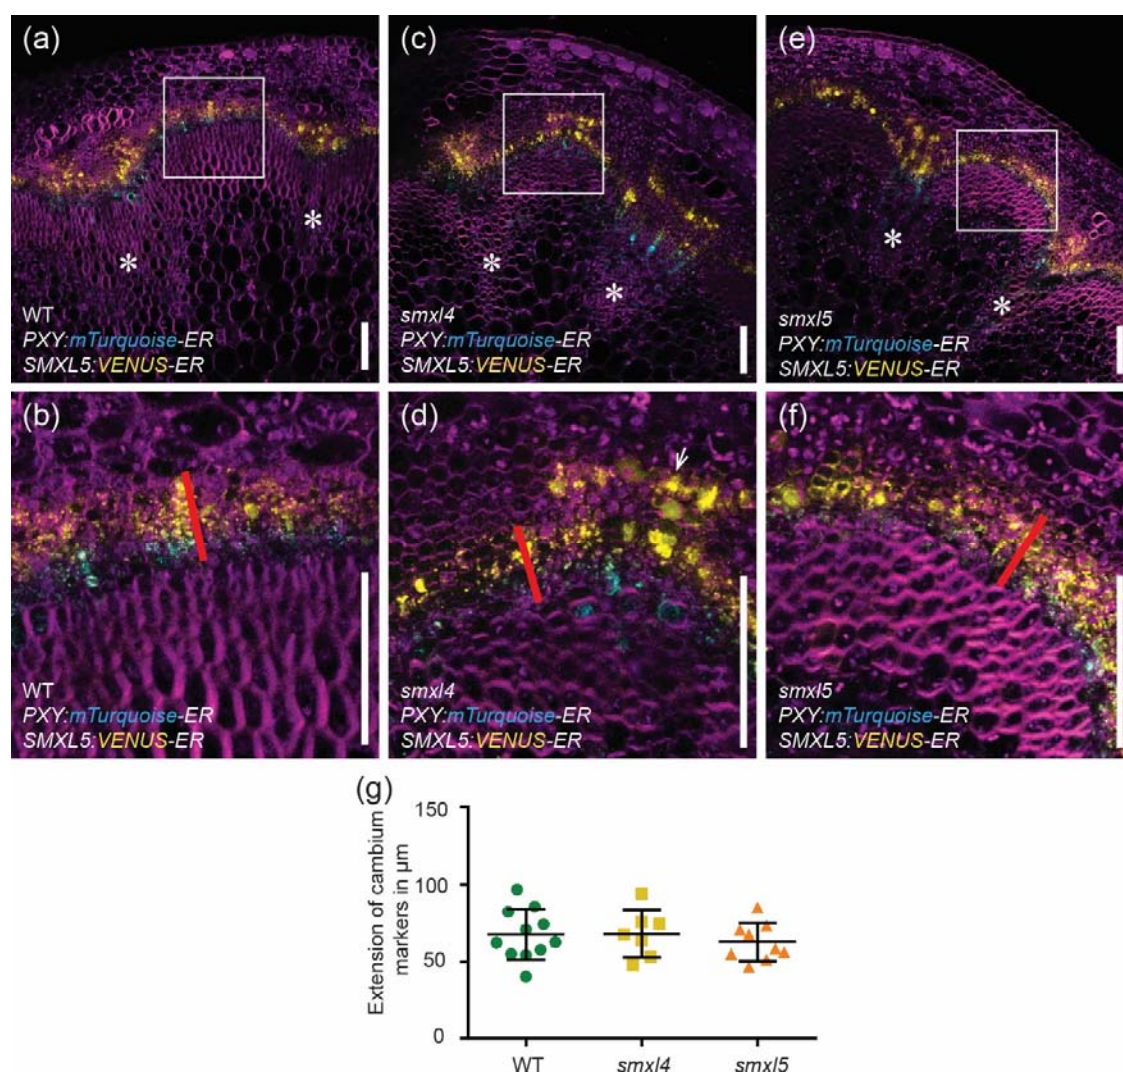 (a)
*
*
WT
PXY:mTurquoise-ER
SMXL5:VENUS-ER
(c)
*
*
smxl4
PXY:mTurquoise-ER
SMXL5:VENUS-ER
(e)
*
*
smxl5
PXY:mTurquoise-ER
SMXL5:VENUS-ER
(b)
WT
PXY:mTurquoise-ER
SMXL5:VENUS-ER
(d)
smxl4
PXY:mTurquoise-ER
SMXL5:VENUS-ER
(f)
smxl5
PXY:mTurquoise-ER
SMXL5:VENUS-ER
(g)
Extension of cambium
markers in µm
150
100
50
0
WT
smxl4
smxl5